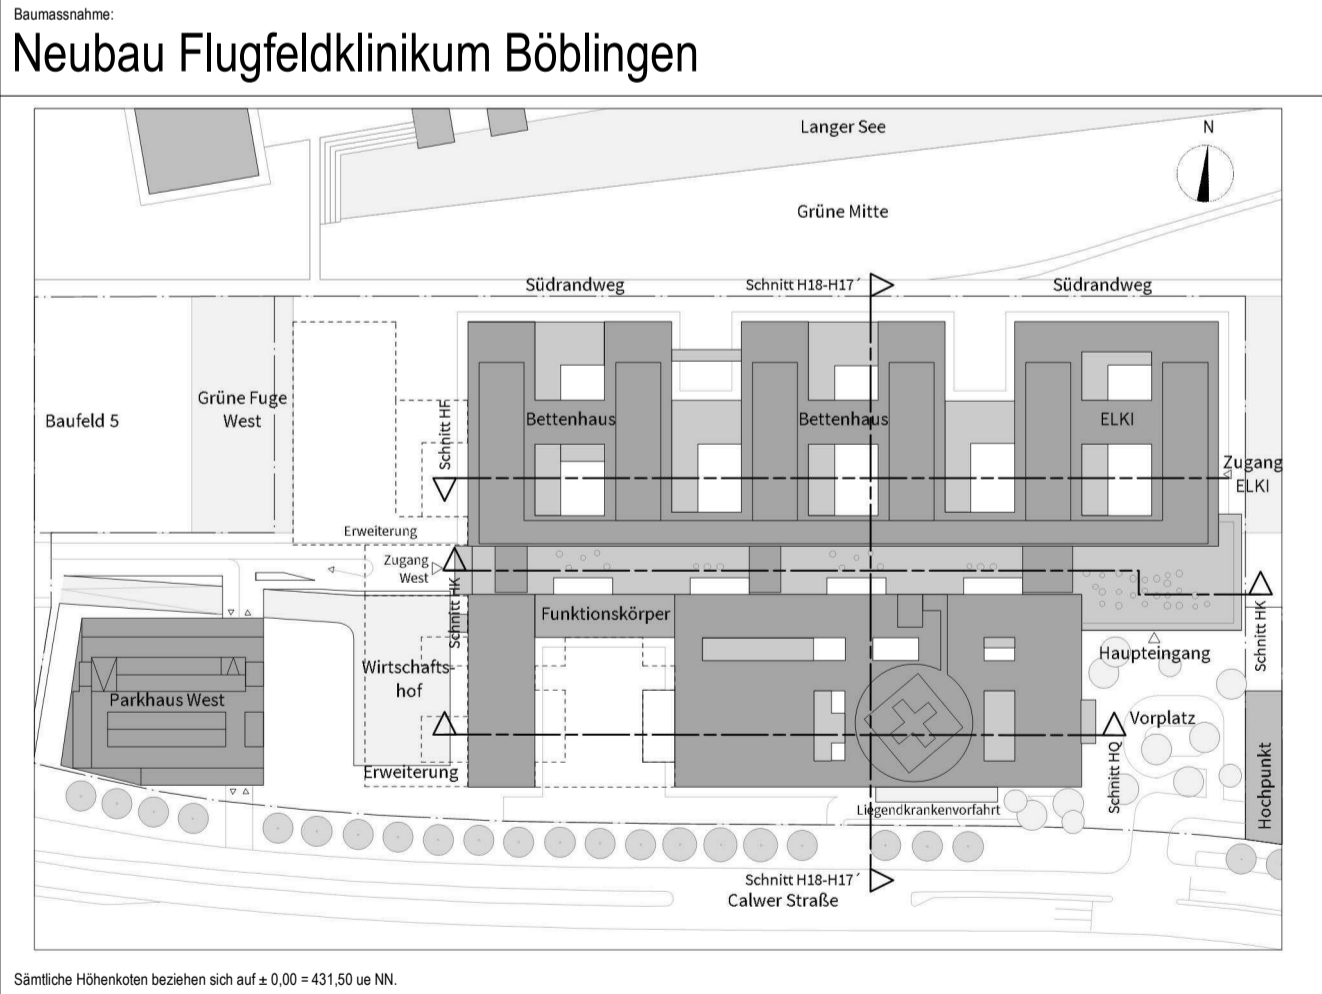 Baumassnahme:
Neubau Flugfeldklinikum Böblingen
Langer See
N
Grüne Mitte
Südrandweg
Schnitt H18-H17´
Südrandweg
Grüne Fuge
West
Baufeld 5
Schnitt HF
Bettenhaus
Bettenhaus
ELKI
Zugang
ELKI
Erweiterung
Zugang
West
Schnitt HK
Funktionskörper
Schnitt HK
Haupteingang
Wirtschafts-
hof
Parkhaus West
Vorplatz
Schnitt HQ
Erweiterung
Hochpunkt
Liegendkrankenvorfahrt
Schnitt H18-H17´
Calwer Straße
Sämtliche Höhenkoten beziehen sich auf ± 0,00 = 431,50 ue NN.